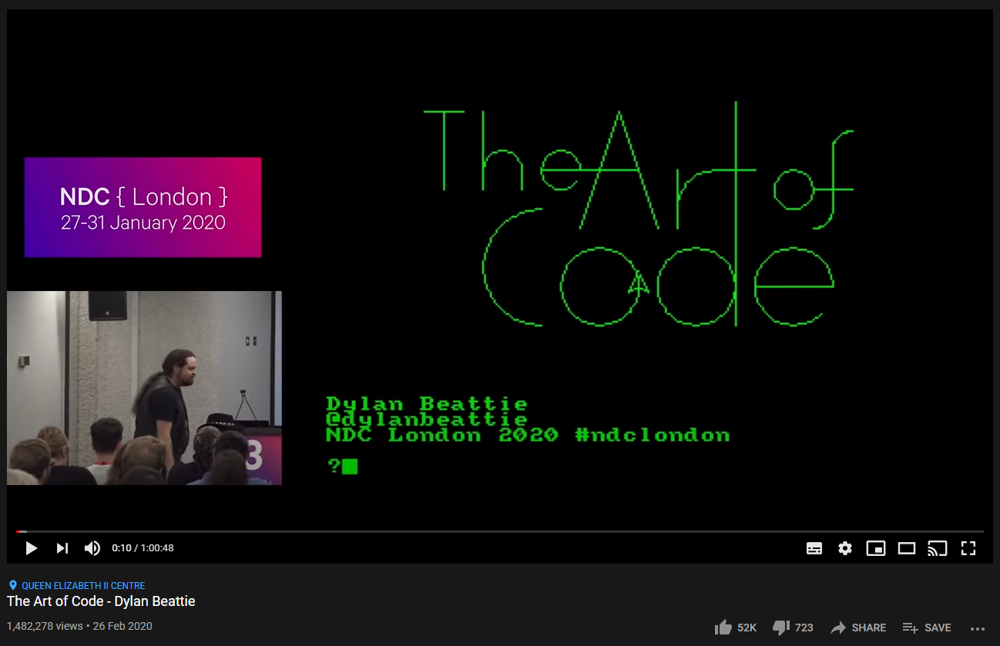 The Art of
Code
NDC { London }
27-31 January 2020
3
Dylan Beattie
@dylanbeattie
NDC London 2020 #ndclondon
?
0:10 / 1:00:48
QUEEN ELIZABETH II CENTRE
The Art of Code - Dylan Beattie
1,482,278 views • 26 Feb 2020
52K 723 SHARE SAVE